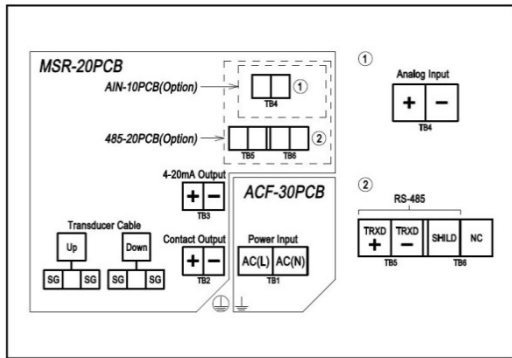 MSR-20PCB
AIN-10PCB(Option)
①
TB4
485-20PCB(Option)
②
TB5
TB6
4-20mA Output
+ −
TB3
ACF-30PCB
Transducer Cable
Up
Down
SG
SG
SG
SG
Contact Output
+ −
TB2
Power Input
AC(L) AC(N)
TB1
①
Analog Input
+ −
TB4
②
RS-485
TRXD + TRXD − SHILD NC
TB5
TB6